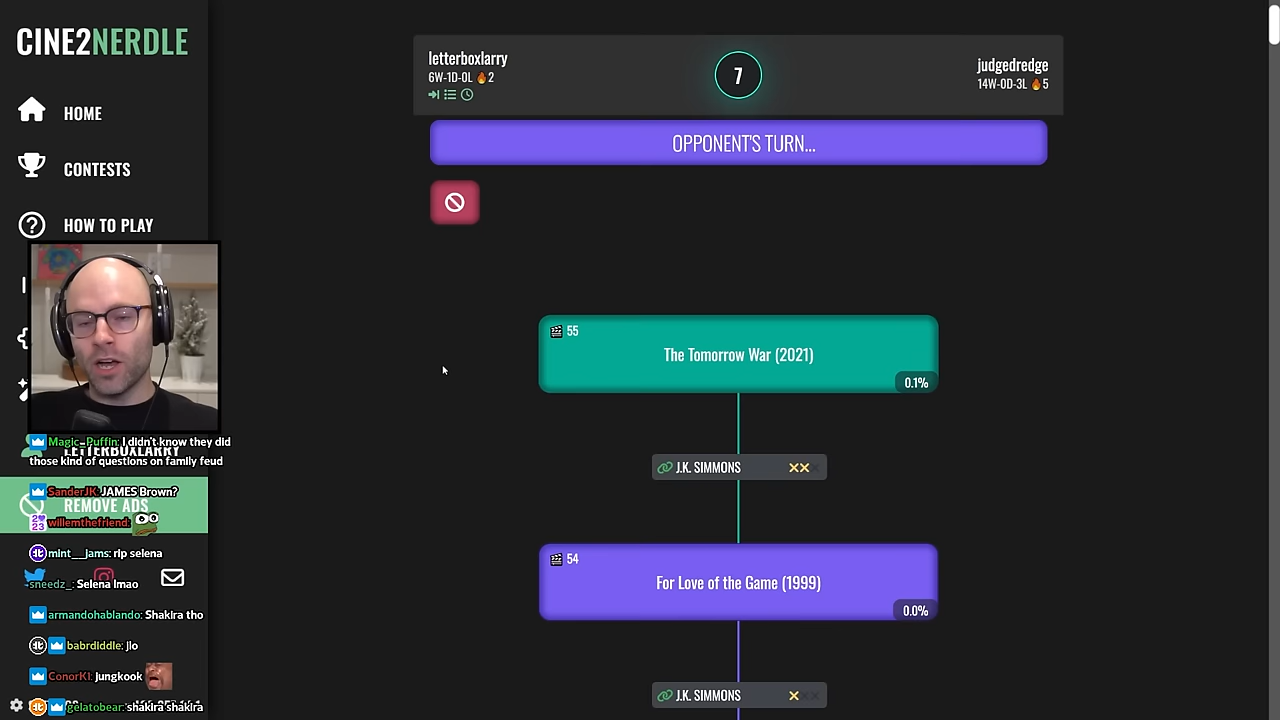 CINE2NERDLE
HOME
CONTESTS
HOW TO PLAY
LETTERBOXLARRY
REMOVE ADS
letterboxlarry
6W-1D-0L 🔥2
7
judgedredge
14W-0D-3L 🔥5
OPPONENT'S TURN...
55
The Tomorrow War (2021)
0.1%
J.K. SIMMONS
54
For Love of the Game (1999)
0.0%
J.K. SIMMONS
Magic_Puffin: I didn't know they did
those kind of questions on family feud
SanderJK: JAMES Brown?
willemthefriend:
mint__jams: rip selena
sneedz_: Selena lmao
armandohablando: Shakira tho
babrdiddle: jlo
ConorKI: jungkook
gelatobear: shakira shakira